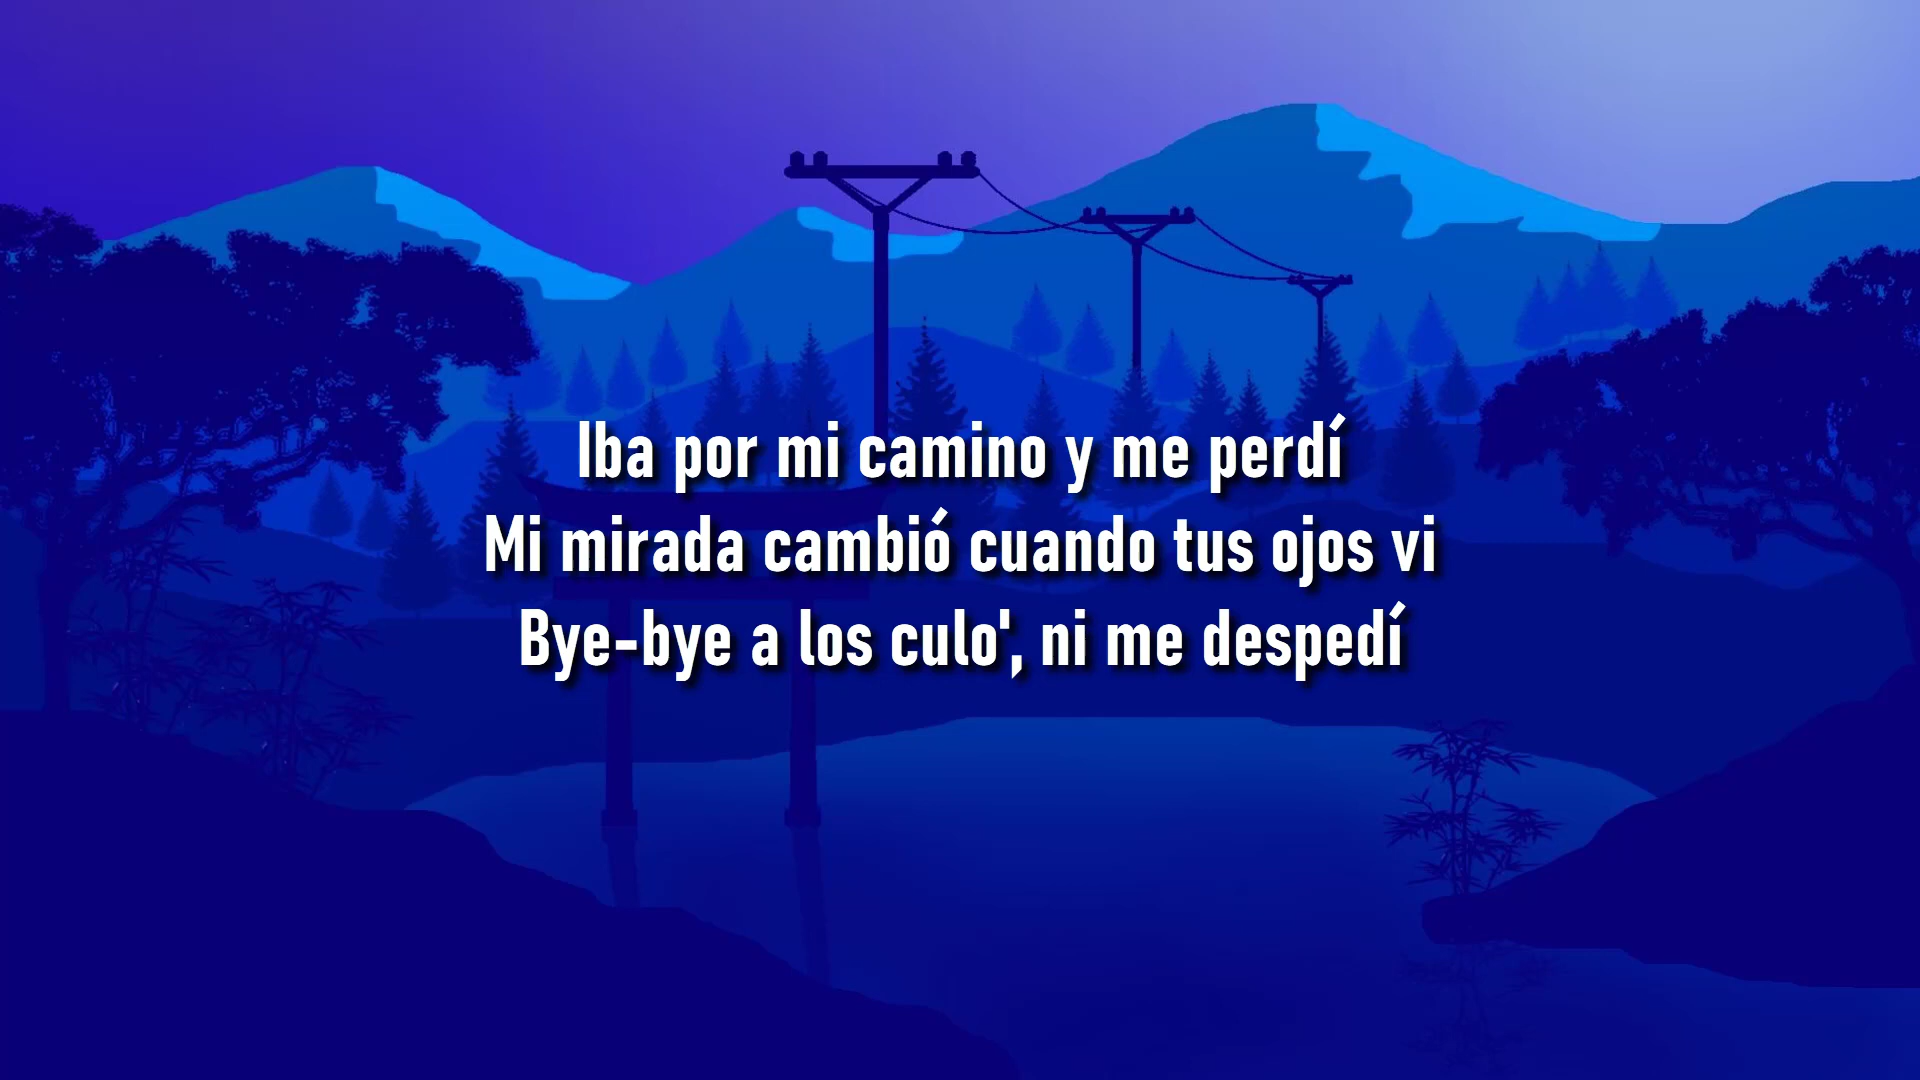 Iba por mi camino y me perdí
Mi mirada cambió cuando tus ojos vi
Bye-bye a los culo', ni me despedí